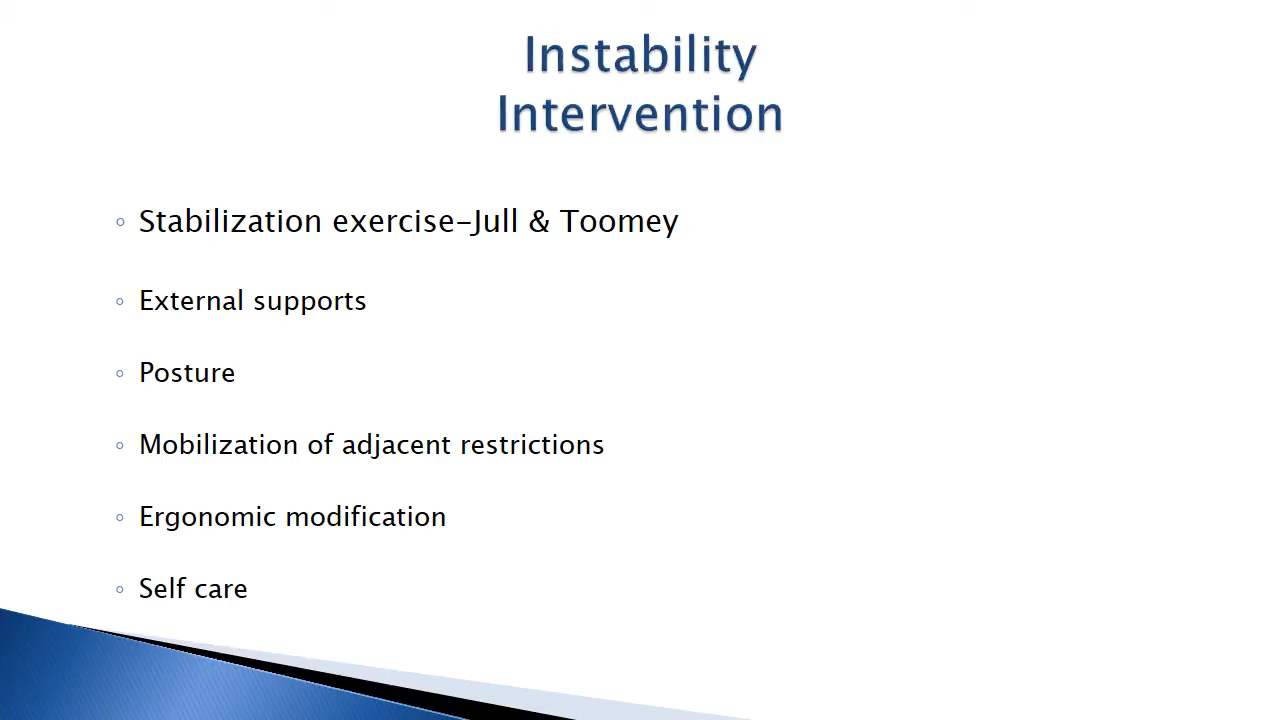 Instability
Intervention
◦ Stabilization exercise-Jull & Toomey
◦ External supports
◦ Posture
◦ Mobilization of adjacent restrictions
◦ Ergonomic modification
◦ Self care